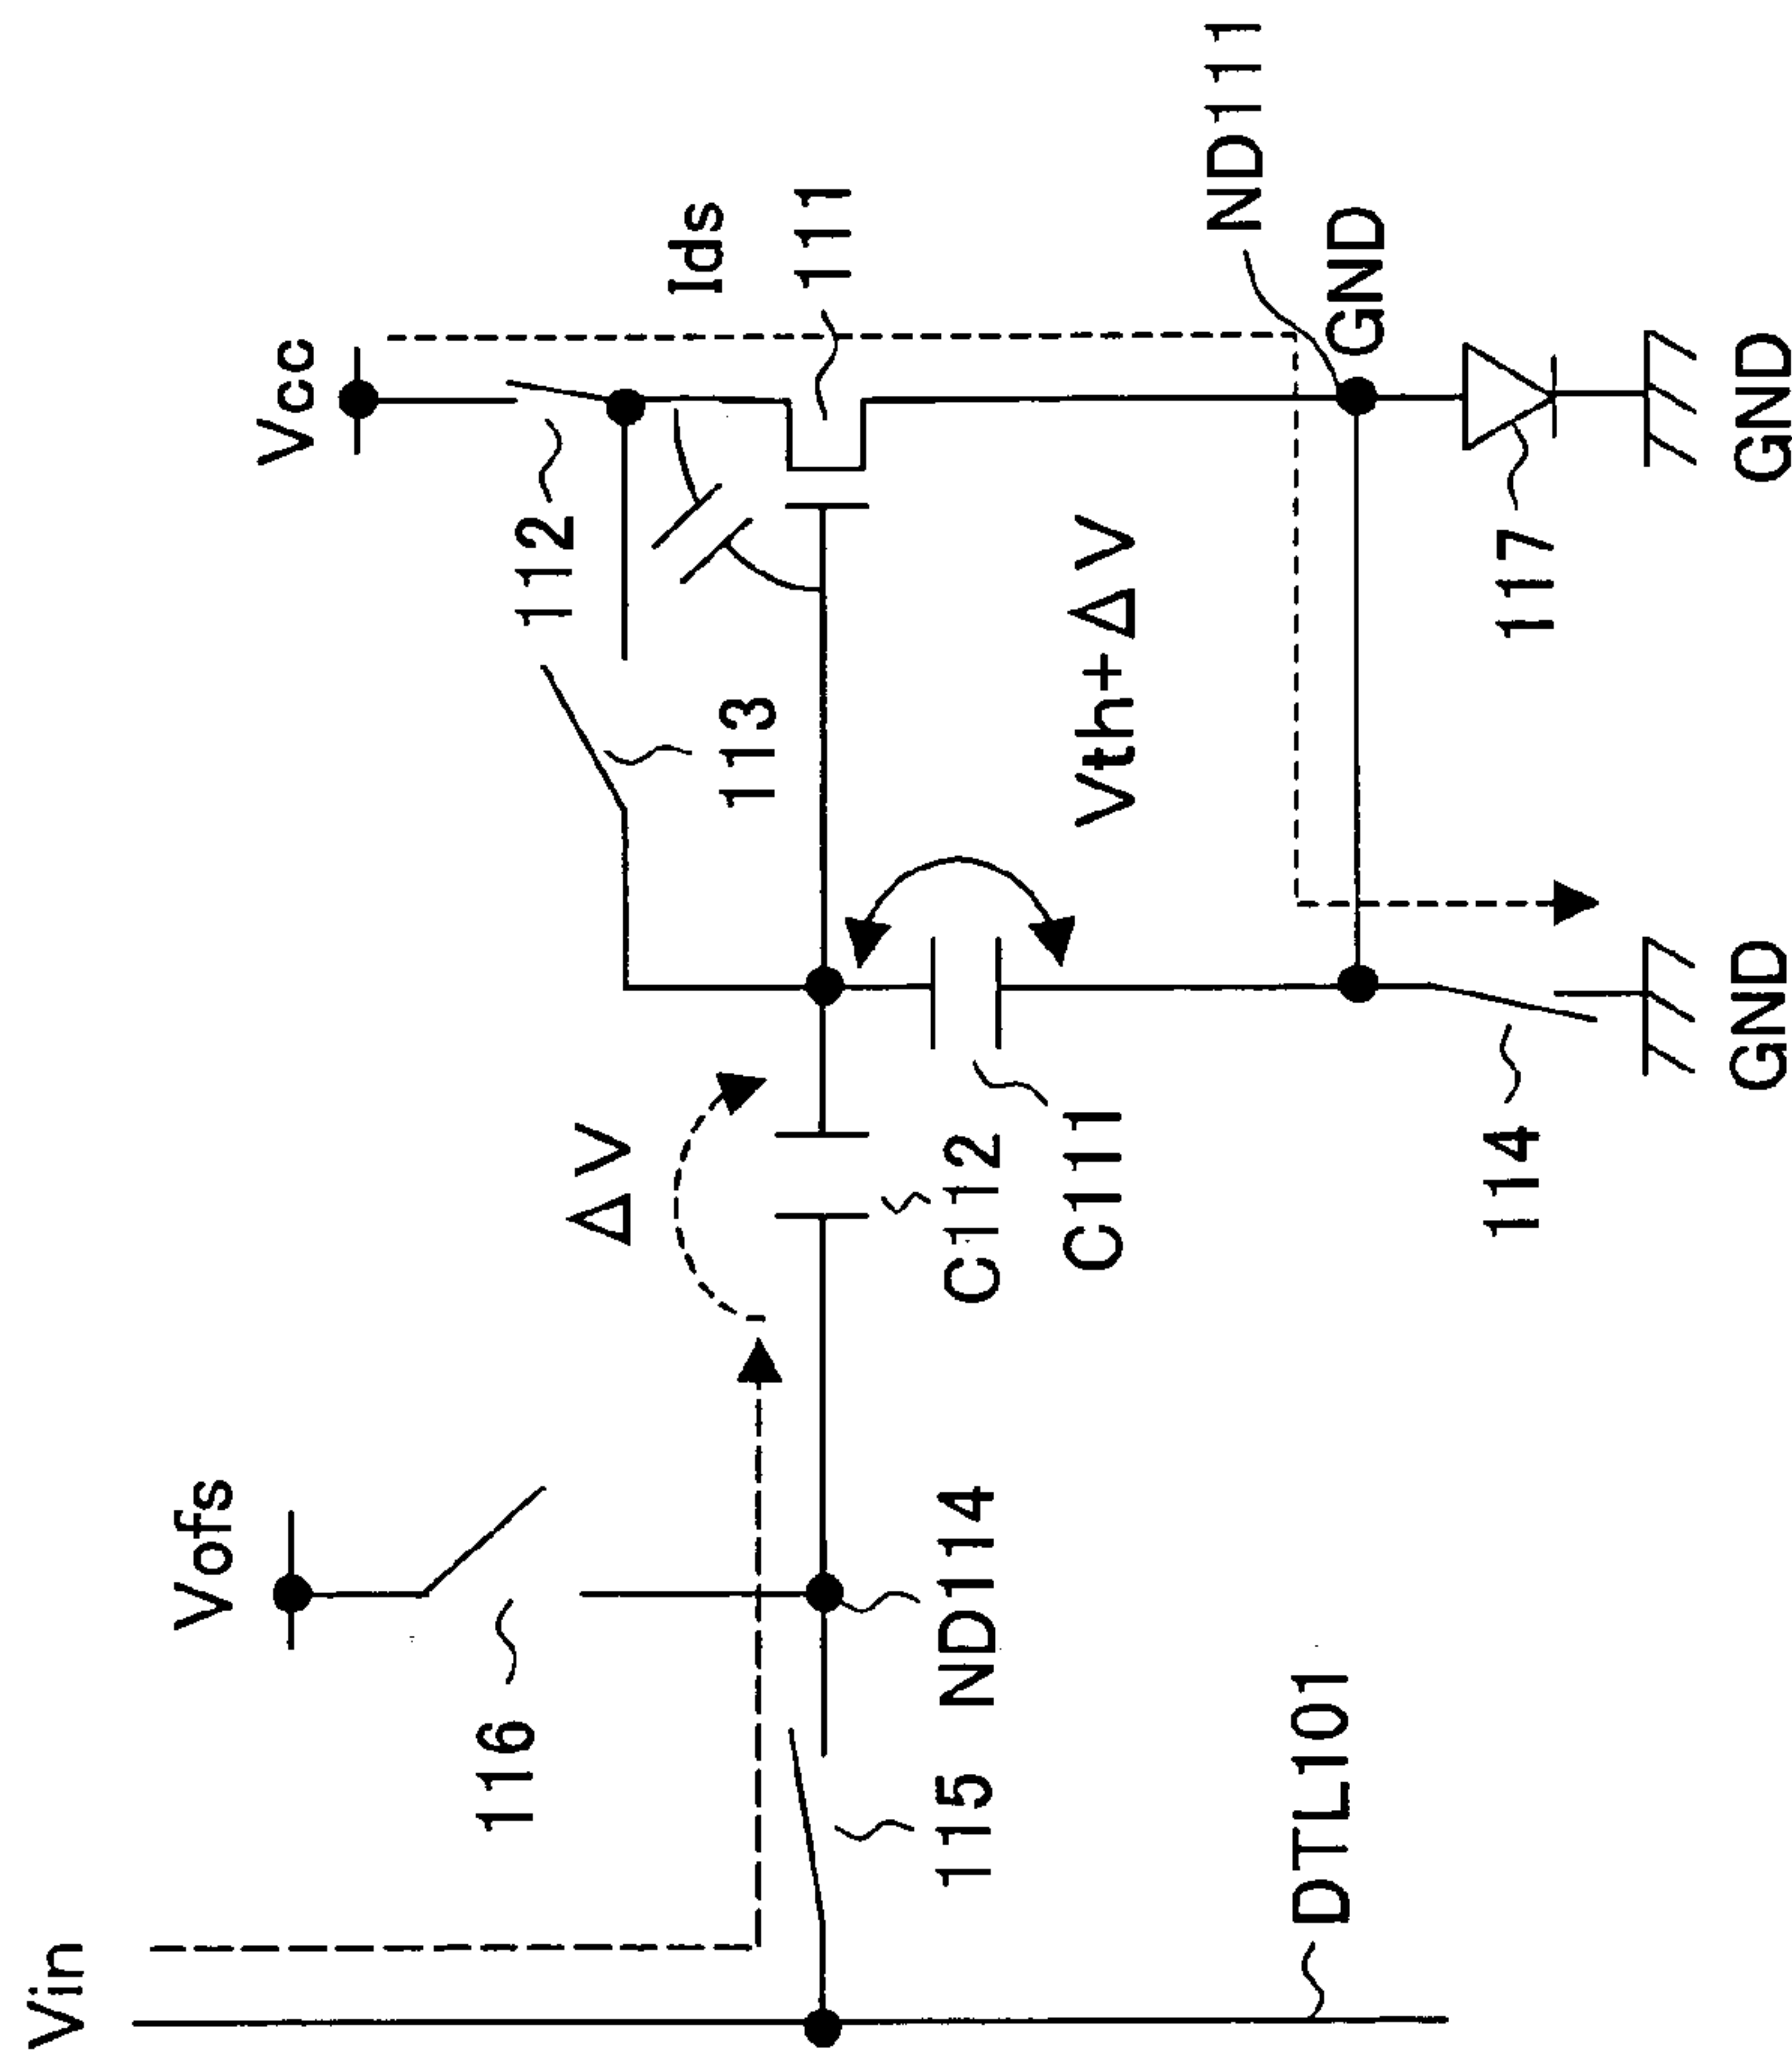 Vin
Vofs
Vcc
116
ΔV
112
Ids
113
111
115
ND114
C112
C111
Vth+ΔV
ND111
GND
DTL101
114
117
GND
GND